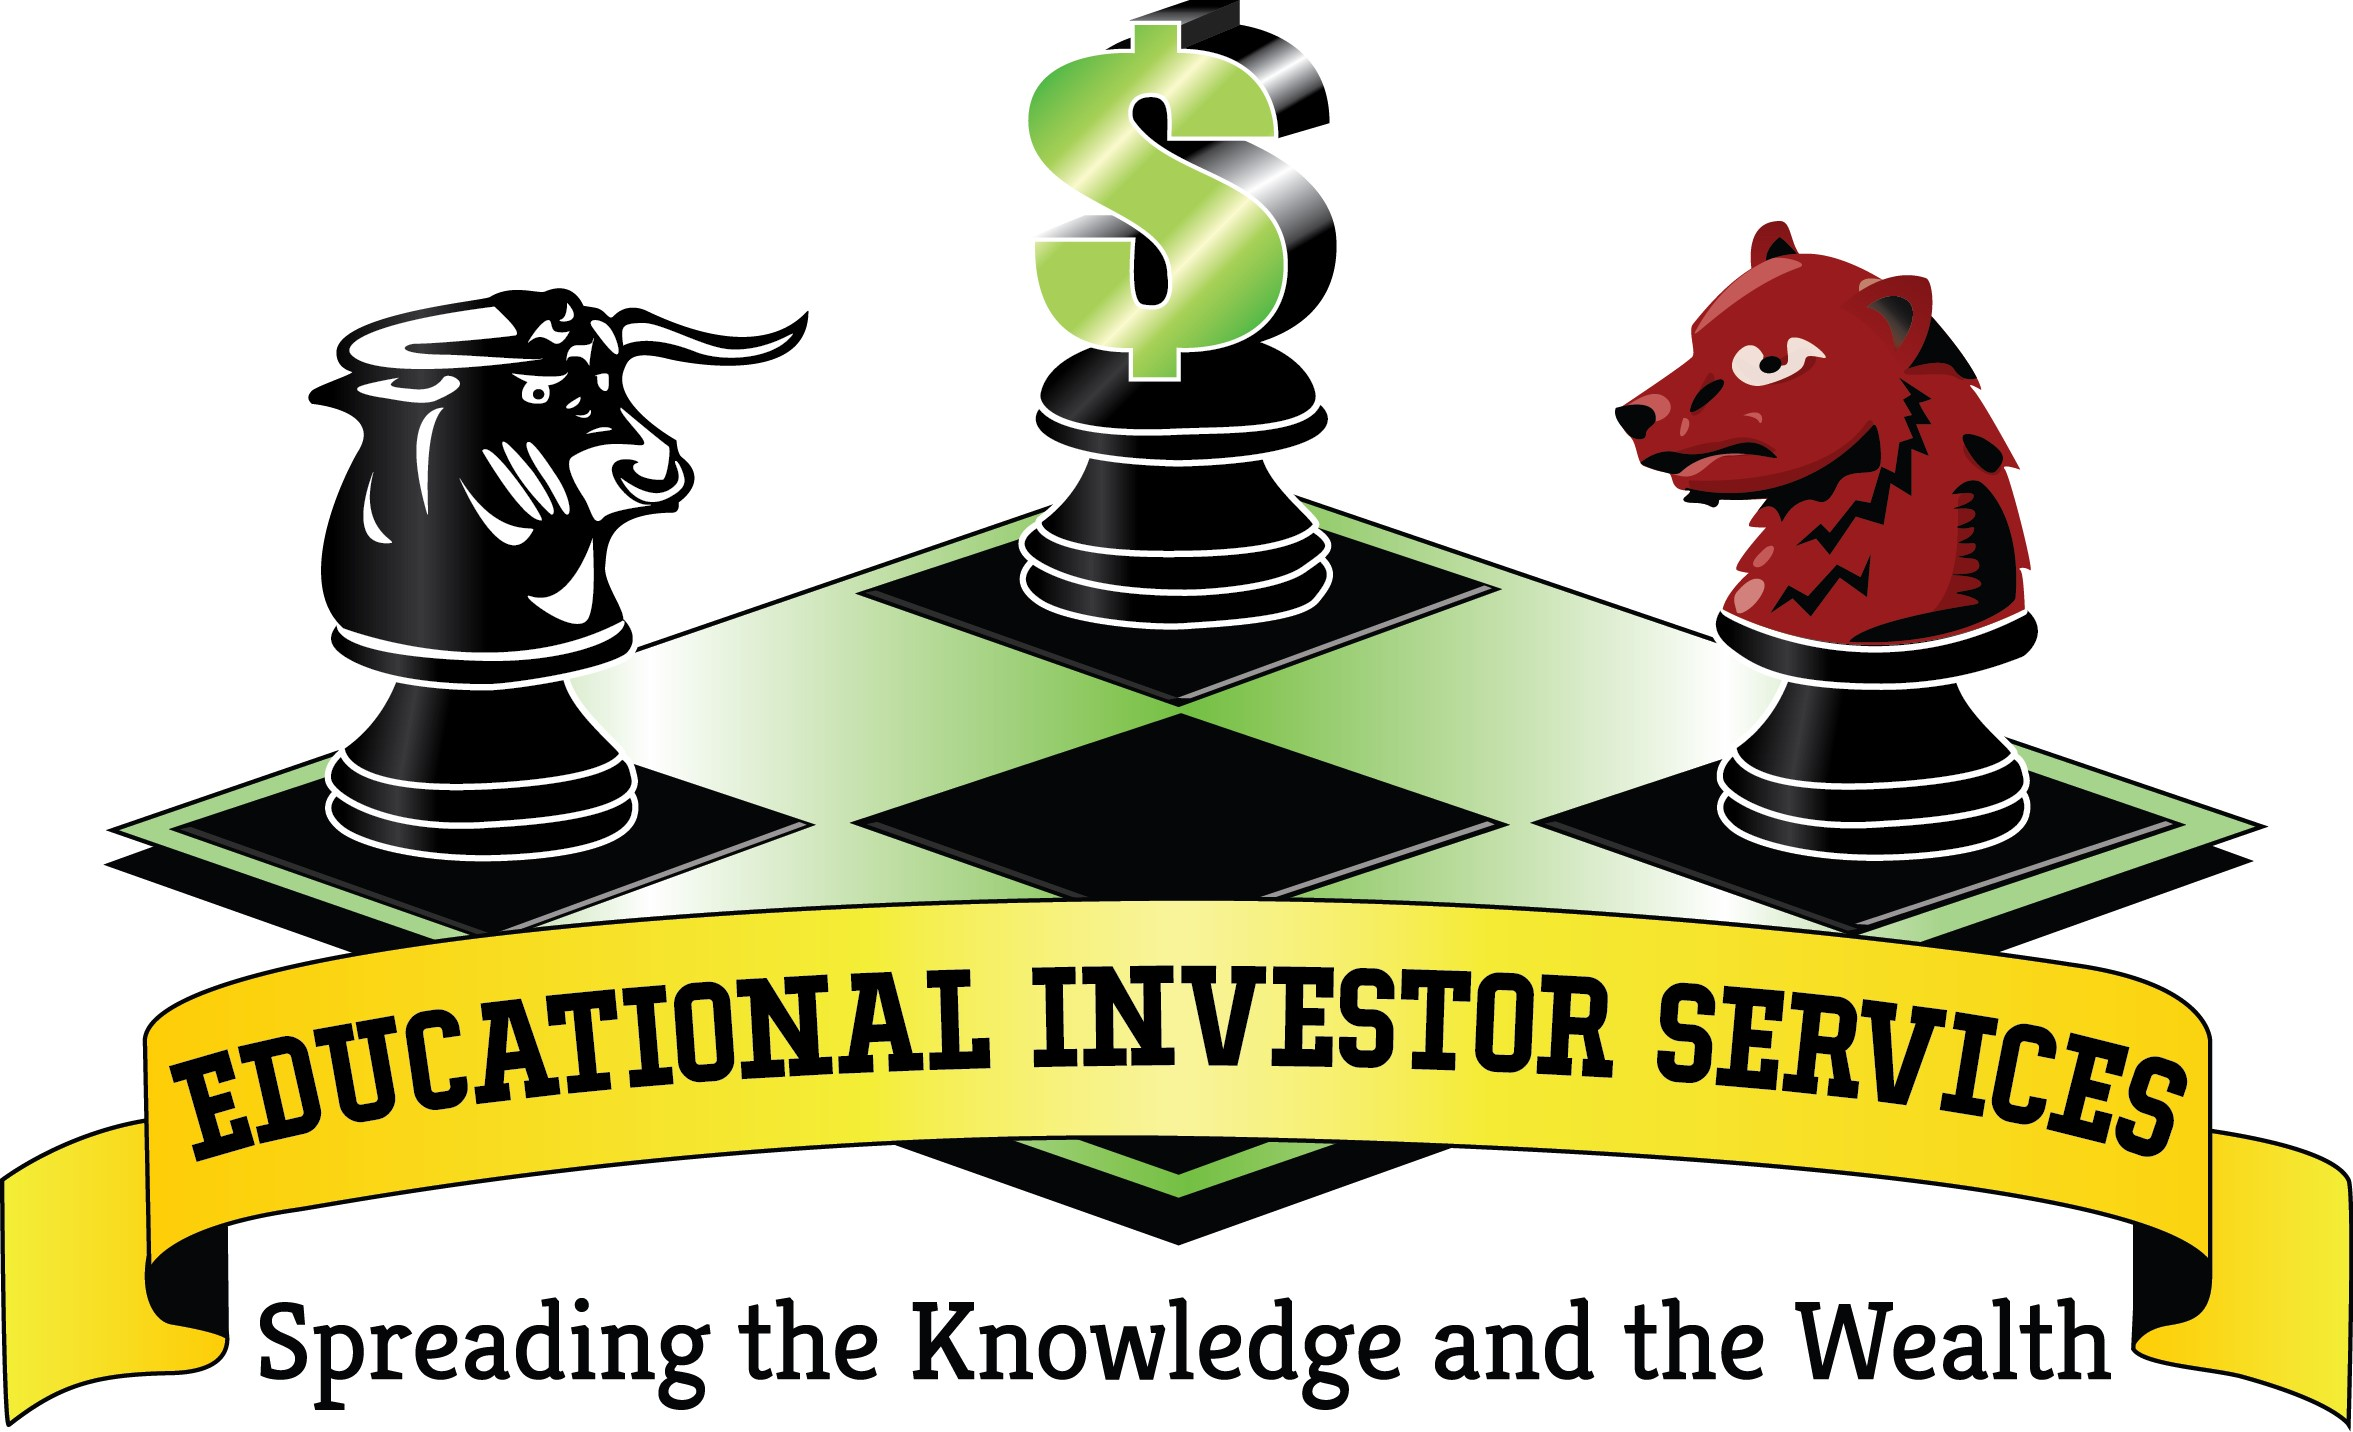 $
EDUCATIONAL INVESTOR SERVICES
Spreading the Knowledge and the Wealth